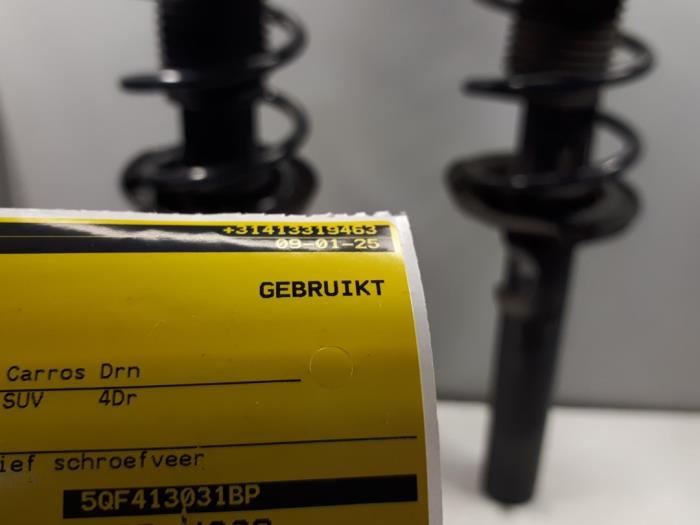 +31413319463
09-01-25
GEBRUIKT
Carros Drn
SUV 4Dr
ief schroefveer
5QF413031BP